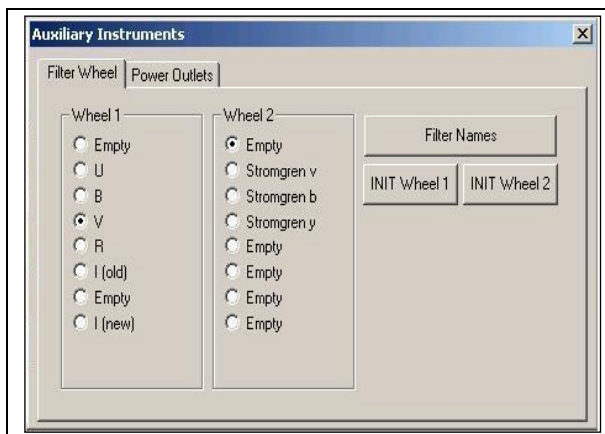 Auxiliary Instruments
Filter Wheel
Power Outlets
Wheel 1
Empty
U
B
V
R
I (old)
Empty
I (new)
Wheel 2
Empty
Stromgren v
Stromgren b
Stromgren y
Empty
Empty
Empty
Empty
Filter Names
INIT Wheel 1
INIT Wheel 2